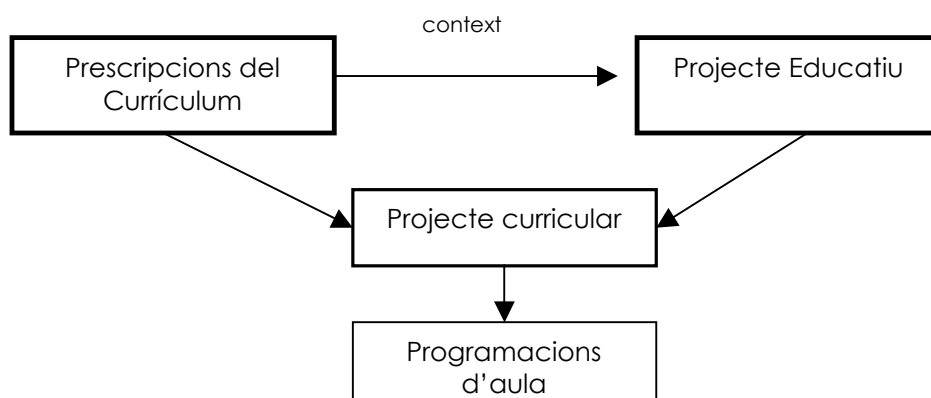 context
Prescripcions del
Currículum
Projecte Educatiu
Projecte curricular
Programacions
d’aula